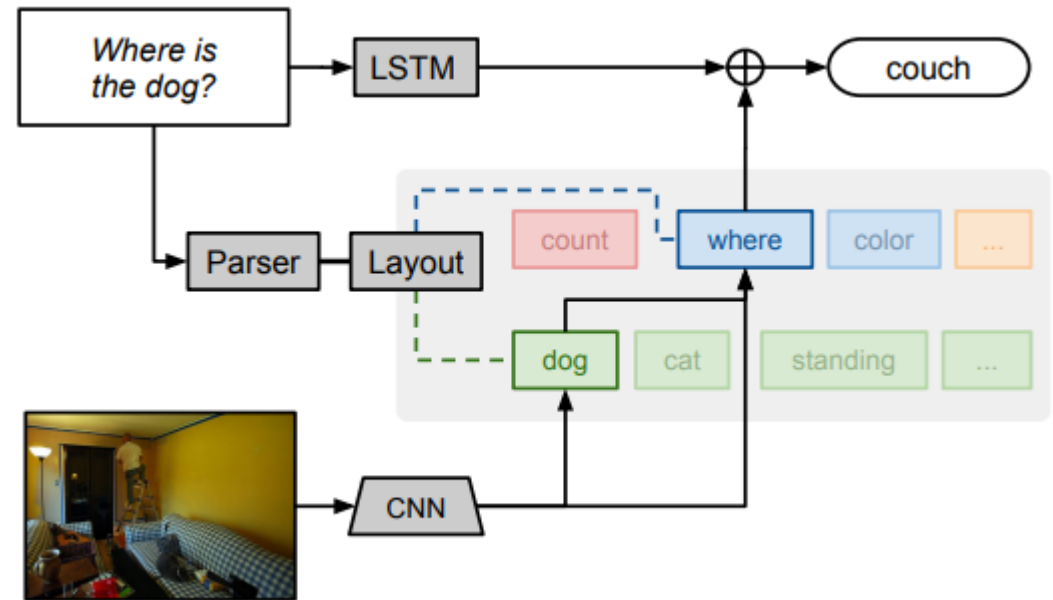 Where is
the dog?
LSTM
couch
count
where
color
...
Parser
Layout
dog
cat
standing
...
CNN